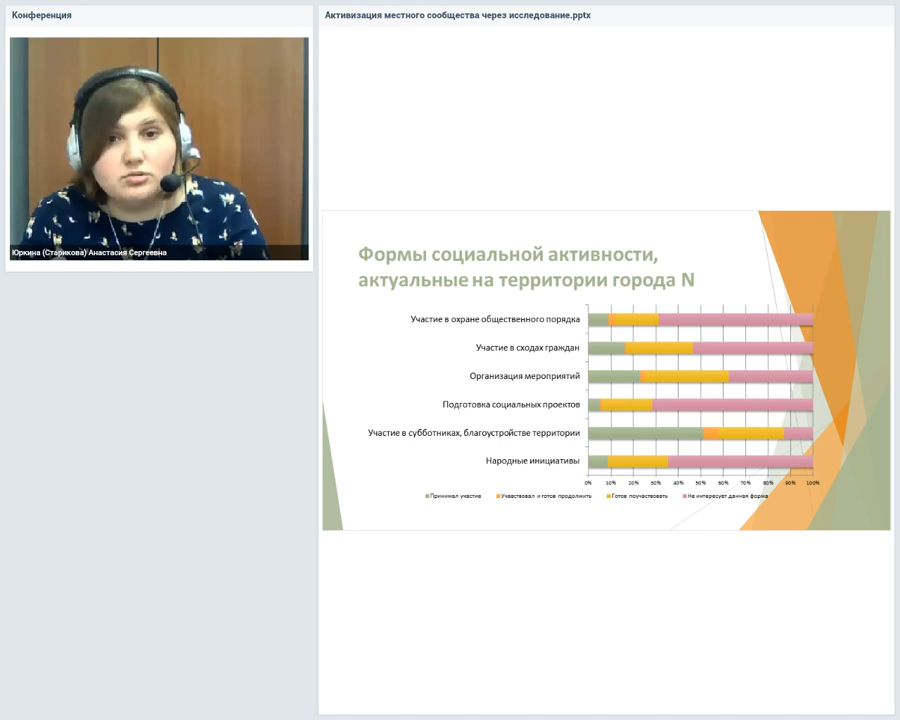 Конференция
Активизация местного сообщества через исследование.pptx
Юркина (Старикова) Анастасия Сергеевна
Формы социальной активности,
актуальные на территории города N
Участие в охране общественного порядка
Участие в сходах граждан
Организация мероприятий
Подготовка социальных проектов
Участие в субботниках, благоустройстве территории
Народные инициативы
0% 10% 20% 30% 40% 50% 60% 70% 80% 90% 100%
Принимал участие Учавствовал и готов продолжить Готов поучаствовать Не интересует данная форма